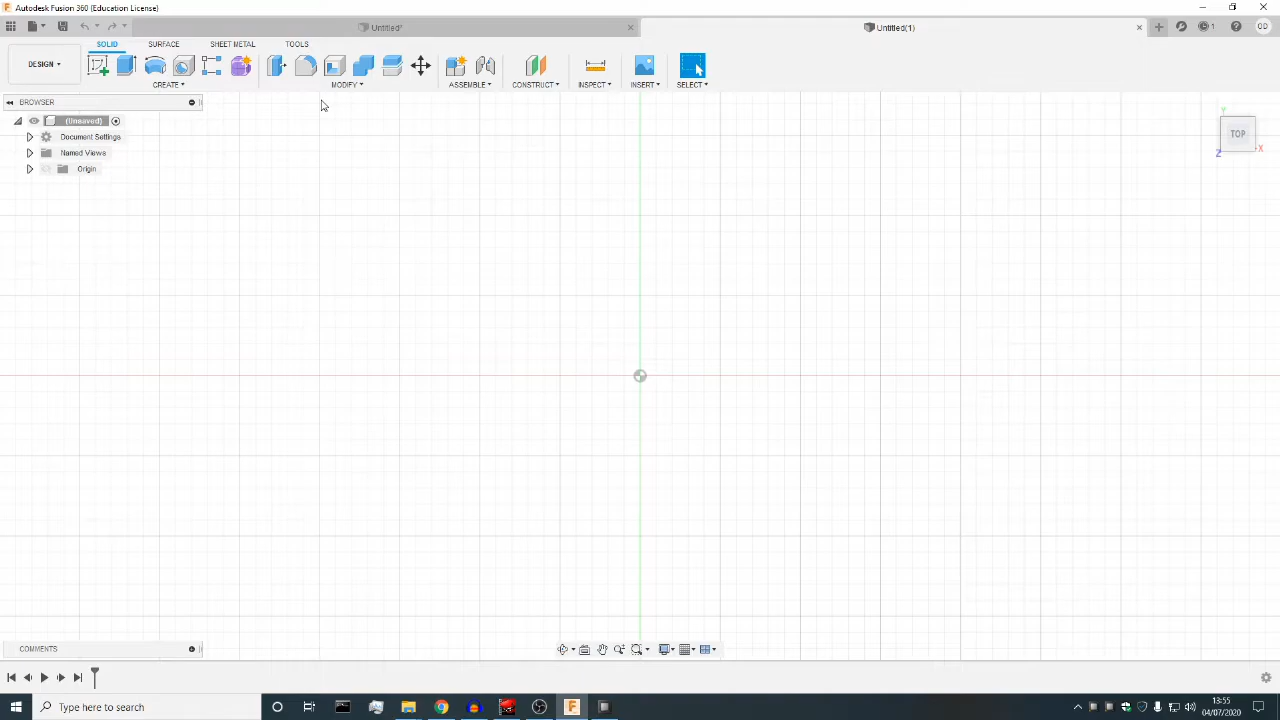 Autodesk Fusion 360 (Education License)
Untitled*
Untitled(1)
1
OD
DESIGN
SOLID
SURFACE
SHEET METAL
TOOLS
CREATE
MODIFY
ASSEMBLE
CONSTRUCT
INSPECT
INSERT
SELECT
BROWSER
(Unsaved)
Document Settings
Named Views
Origin
Y
TOP
X
Z
COMMENTS
Type here to search
13:55
04/07/2020